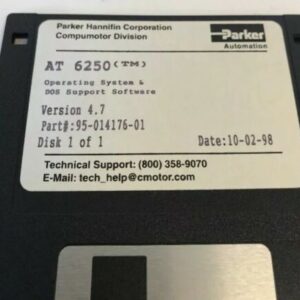 Parker Hannifin Corporation
Compumotor Division
Parker
Automation
AT 6250(TM)
Operating System &
DOS Support Software
Version 4.7
Part#:95-014176-01
Disk 1 of 1
Date:10-02-98
Technical Support: (800) 358-9070
E-Mail: tech_help@cmotor.com